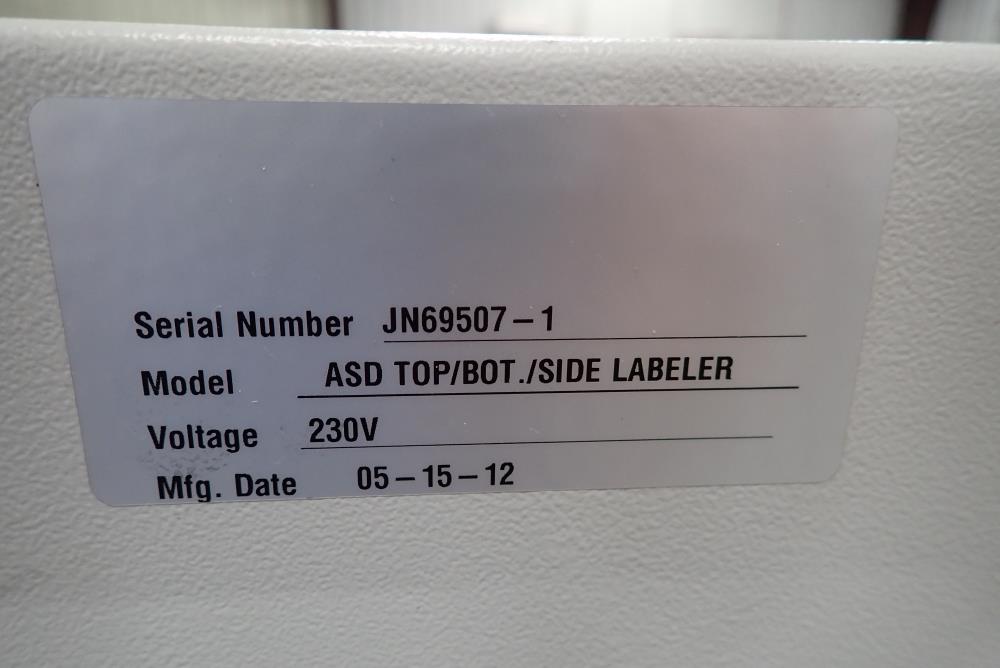 Serial Number JN69507-1
Model ASD TOP/BOT./SIDE LABELER
Voltage 230V
Mfg. Date 05-15-12